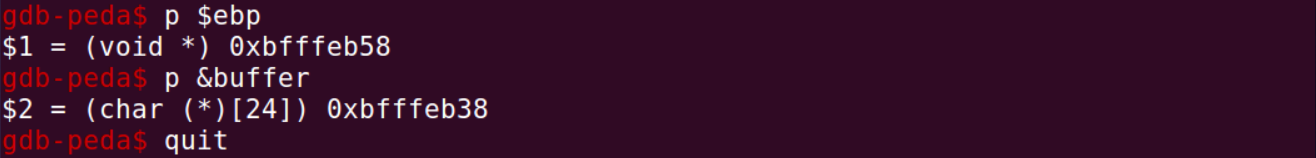 gdb-peda$ p $ebp
$1 = (void *) 0xbfffeb58
gdb-peda$ p &buffer
$2 = (char (*)[24]) 0xbfffeb38
gdb-peda$ quit